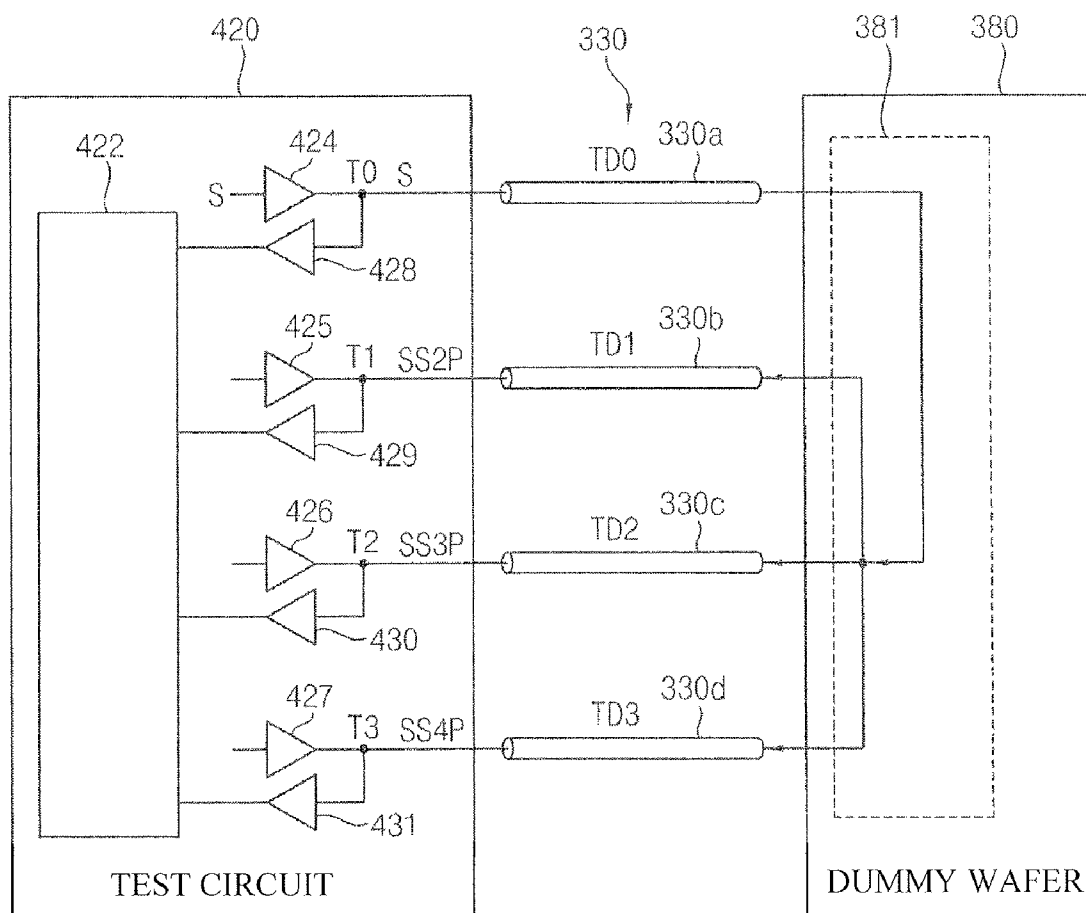 420
330
381
380
422
424
T0 S
TD0
330a
S
428
425
T1 SS2P
TD1
330b
429
426
T2 SS3P
TD2
330c
430
427
T3 SS4P
TD3
330d
431
TEST CIRCUIT
DUMMY WAFER